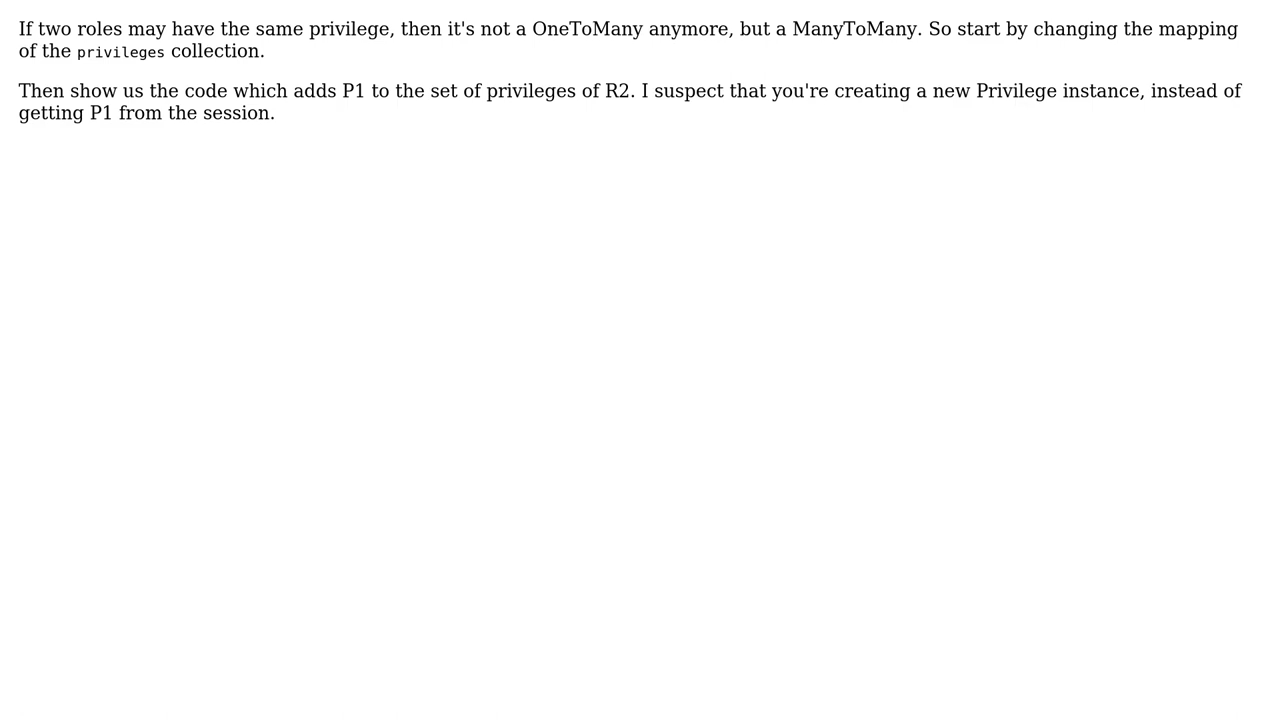 If two roles may have the same privilege, then it's not a OneToMany anymore, but a ManyToMany. So start by changing the mapping
of the privileges collection.
Then show us the code which adds P1 to the set of privileges of R2. I suspect that you're creating a new Privilege instance, instead of
getting P1 from the session.